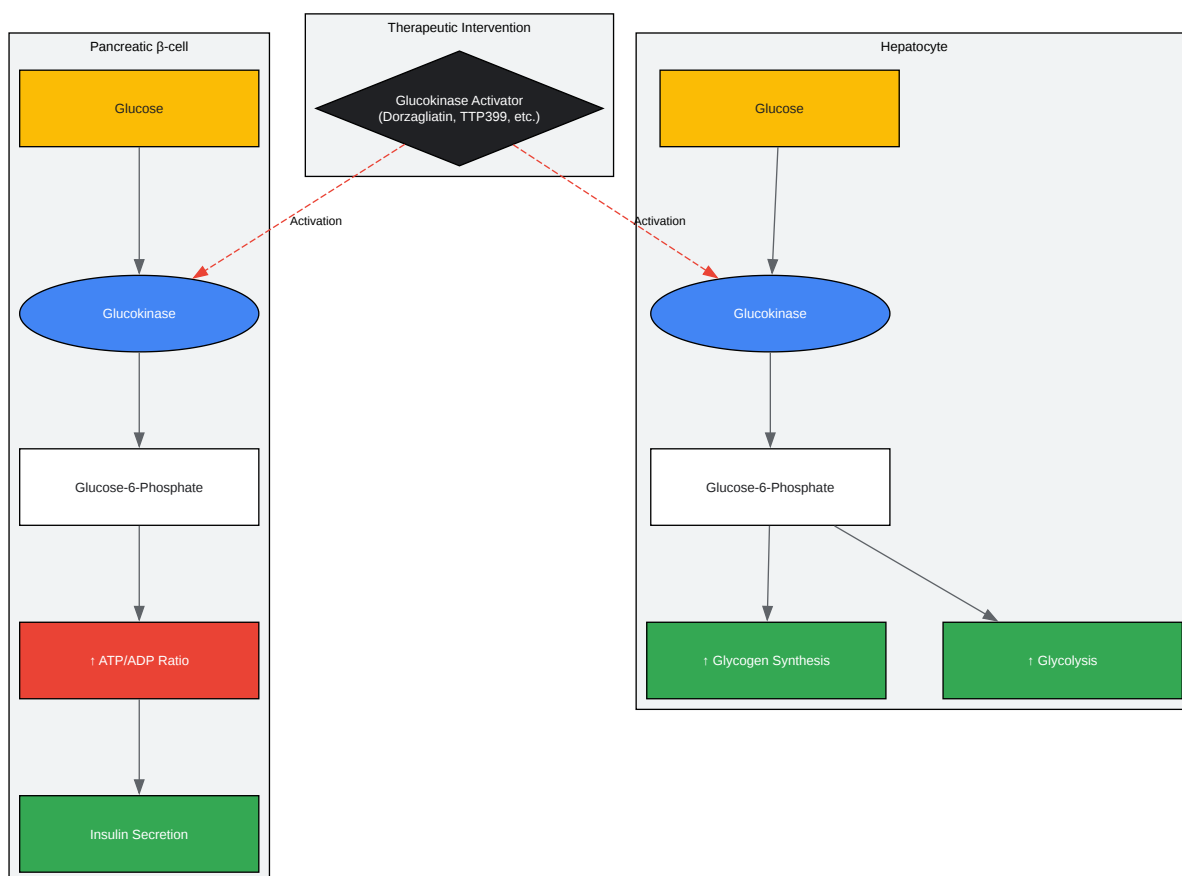 Pancreatic β-cell
Glucose
Glucokinase
Glucose-6-Phosphate
↑ ATP/ADP Ratio
Insulin Secretion
Therapeutic Intervention
Glucokinase Activator
(Dorzagliatin, TTP399, etc.)
Activation
Activation
Hepatocyte
Glucose
Glucokinase
Glucose-6-Phosphate
↑ Glycogen Synthesis
↑ Glycolysis